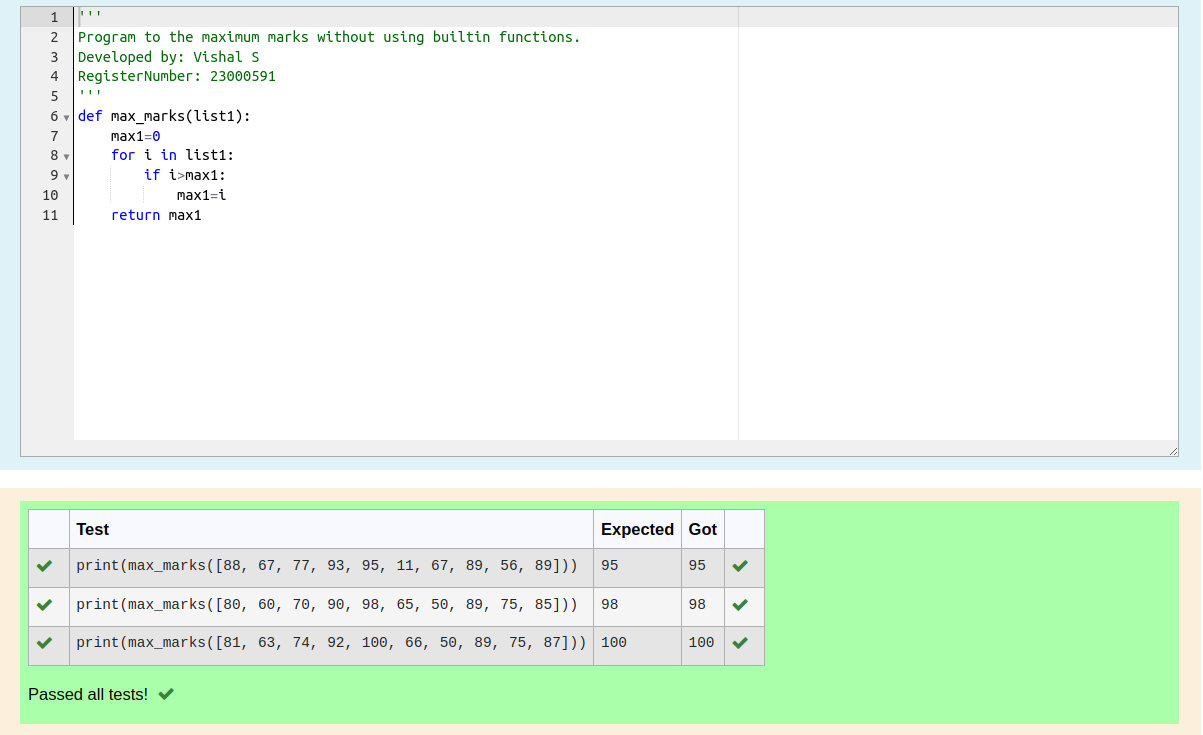 1 '''
2 Program to the maximum marks without using builtin functions.
3 Developed by: Vishal S
4 RegisterNumber: 23000591
5 '''
6 def max_marks(list1):
7     max1=0
8     for i in list1:
9         if i>max1:
10             max1=i
11     return max1
Test Expected Got
print(max_marks([88, 67, 77, 93, 95, 11, 67, 89, 56, 89])) 95 95
print(max_marks([80, 60, 70, 90, 98, 65, 50, 89, 75, 85])) 98 98
print(max_marks([81, 63, 74, 92, 100, 66, 50, 89, 75, 87])) 100 100
Passed all tests!